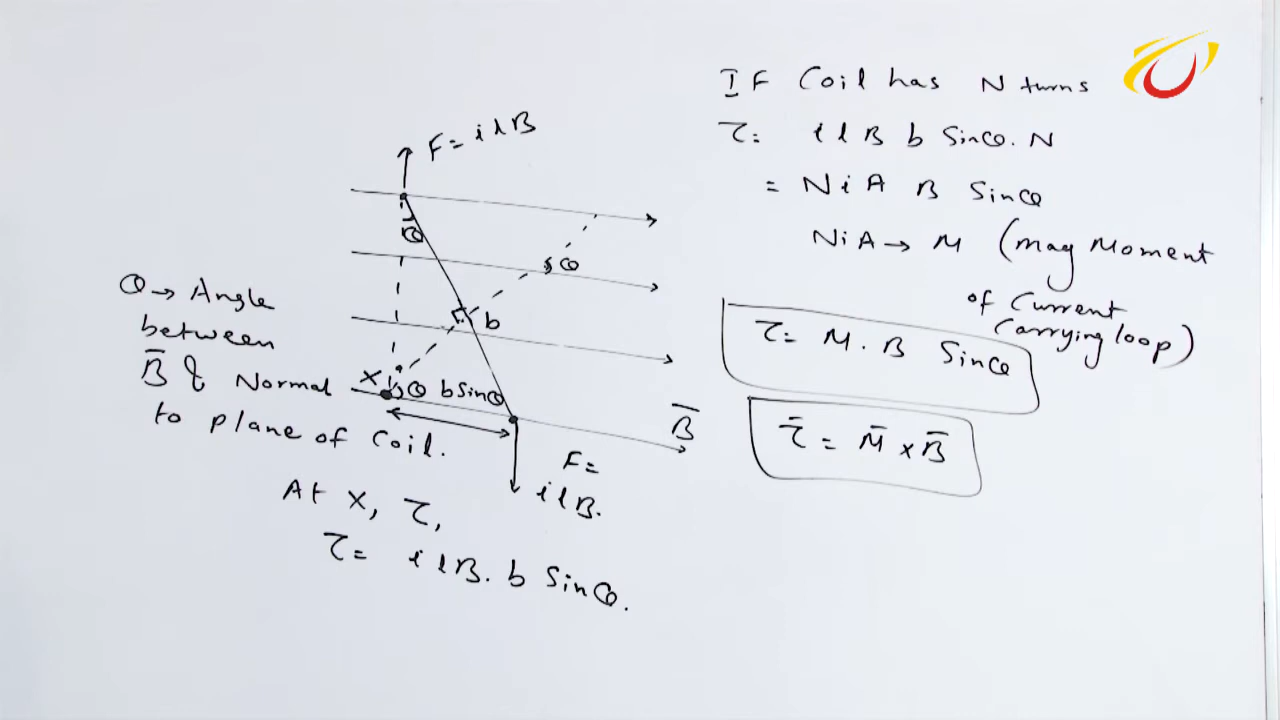 F = i l B
θ
θ
b
X θ b Sinθ
B̄
F =
i l B.
θ → Angle
between
B̄ & Normal
to plane of Coil.
At X, τ,
τ = i l B. b Sinθ.
IF Coil has N turns
τ = i l B b Sinθ. N
= N i A B Sinθ
N i A → M (mag Moment
of Current
Carrying loop)
τ = M. B Sinθ
τ̄ = M̄ × B̄